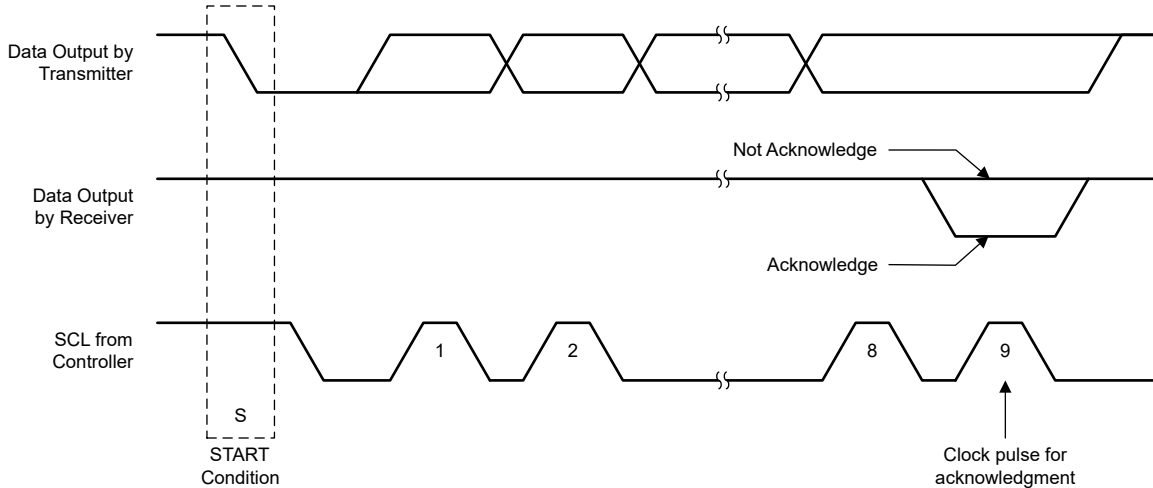 Data Output by
Transmitter
Not Acknowledge
Data Output
by Receiver
Acknowledge
SCL from
Controller
1
2
8
9
S
START
Condition
Clock pulse for
acknowledgment